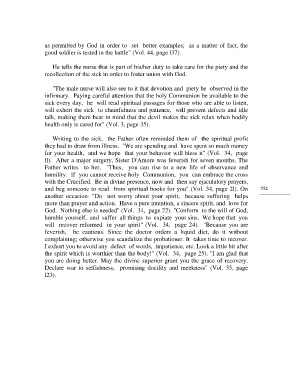 as permitted by God in order to set better examples; as a matter of fact, the
good soldier is tested in the battle" (Vol. 44, page l37).
He tells the nurse that is part of his/her duty to take care for the piety and the
recollection of the sick in order to foster union with God.
"The male nurse will also see to it that devotion and piety be observed in the
infirmary. Paying careful attention that the holy Communion be available to the
sick every day, he will read spiritual passages for those who are able to listen,
will exhort the sick to cheerfulness and patience, will prevent defects and idle
talk, making them bear in mind that the devil makes the sick relax when bodily
health only is cared for" (Vol. 3, page 35).
Writing to the sick, the Father often reminded them of the spiritual profit
they had to draw from illness. "We are spending and have spent so much money
for your health, and we hope that your behavior will bless it" (Vol. 34, page
ll). After a major surgery, Sister D'Amore was feverish for seven months. The
Father writes to her, "Thus, you can rise to a new life of observance and
humility. If you cannot receive holy Communion, you can embrace the cross
with the Crucified. Be in divine presence, now and then say ejaculatory prayers,
and beg someone to read from spiritual books for you" (Vol. 34, page 2l). On
another occasion: "Do not worry about your spirit, because suffering helps
more than prayer and action. Have a pure intention, a sincere spirit, and love for
God. Nothing else is needed" (Vol. 34, page 22). "Conform to the will of God,
humble yourself, and suffer all things to expiate your sins. We hope that you
will recover reformed in your spirit" (Vol. 34, page 24). "Because you are
feverish, be cautious. Since the doctor orders a liquid diet, do it without
complaining; otherwise you scandalize the probationer. It takes time to recover.
I exhort you to avoid any defect of words, impatience, etc. Look a little bit after
the spirit which is worthier than the body!" (Vol. 34, page 25). "I am glad that
you are doing better. May the divine superior grant you the grace of recovery.
Declare war to selfishness, promising docility and meekness" (Vol. 35, page
l23).
552